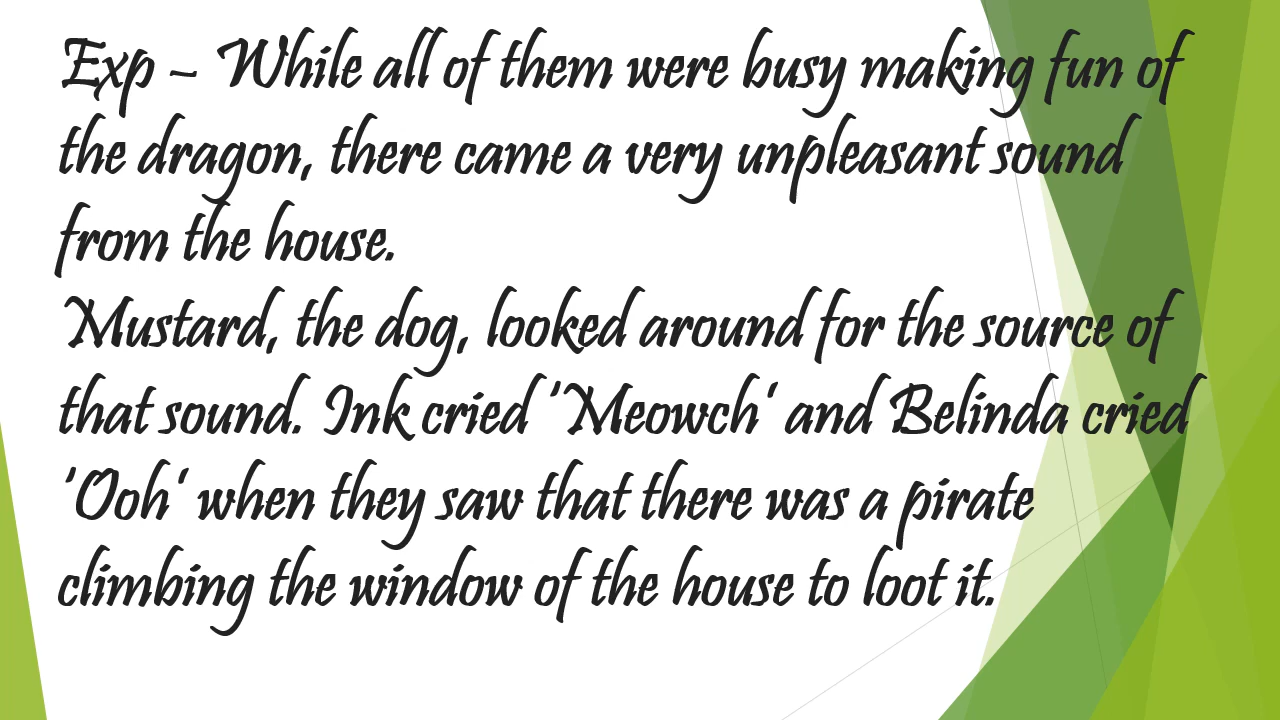 Exp – While all of them were busy making fun of
the dragon, there came a very unpleasant sound
from the house.
Mustard, the dog, looked around for the source of
that sound. Ink cried 'Meowch' and Belinda cried
'Ooh' when they saw that there was a pirate
climbing the window of the house to loot it.